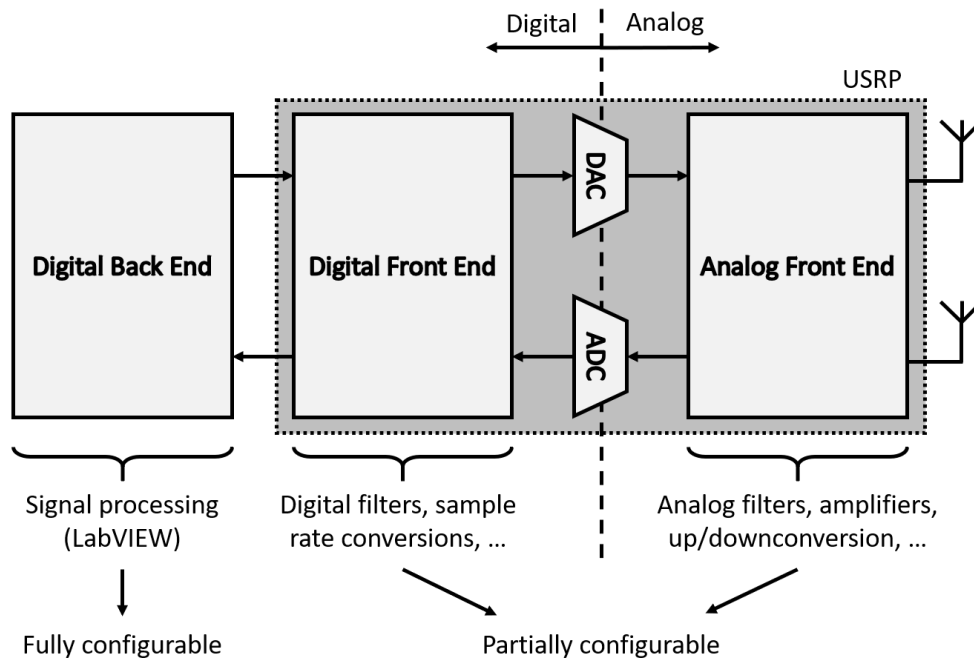 Digital Analog
USRP
Digital Back End
Digital Front End
DAC
ADC
Analog Front End
Signal processing
(LabVIEW)
Digital filters, sample
rate conversions, ...
Analog filters, amplifiers,
up/downconversion, ...
Fully configurable
Partially configurable